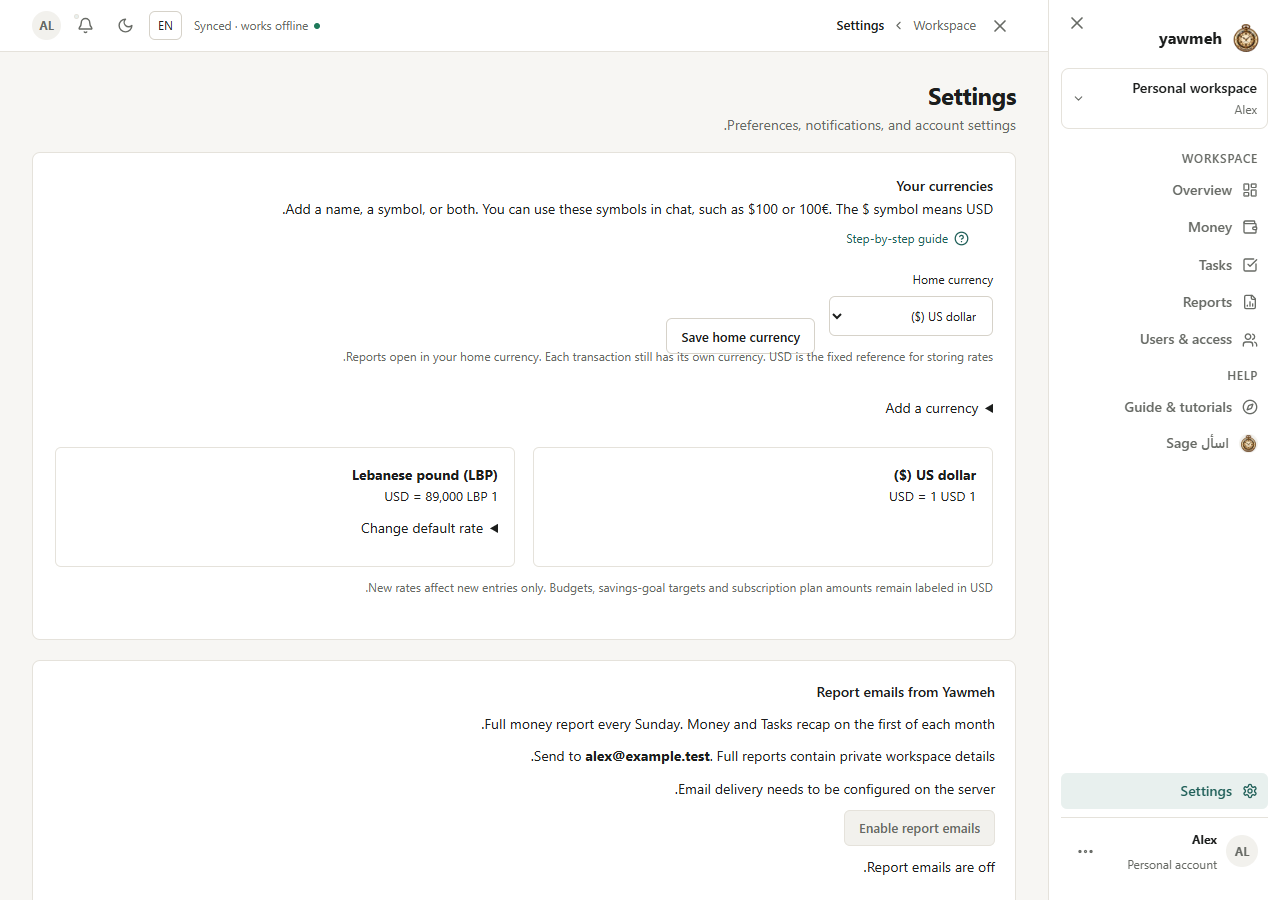 AL
EN
Synced · works offline
Settings
Workspace
yawmeh
Personal workspace
Alex
WORKSPACE
Overview
Money
Tasks
Reports
Users & access
HELP
Guide & tutorials
اسأل Sage
Settings
Alex
Personal account
AL
Settings
.Preferences, notifications, and account settings
Your currencies
.Add a name, a symbol, or both. You can use these symbols in chat, such as $100 or 100€. The $ symbol means USD
Step-by-step guide
Home currency
($) US dollar
Save home currency
.Reports open in your home currency. Each transaction still has its own currency. USD is the fixed reference for storing rates
Add a currency
($) US dollar
USD = 1 USD 1
Lebanese pound (LBP)
USD = 89,000 LBP 1
Change default rate
.New rates affect new entries only. Budgets, savings-goal targets and subscription plan amounts remain labeled in USD
Report emails from Yawmeh
.Full money report every Sunday. Money and Tasks recap on the first of each month
.Send to alex@example.test. Full reports contain private workspace details
.Email delivery needs to be configured on the server
Enable report emails
.Report emails are off